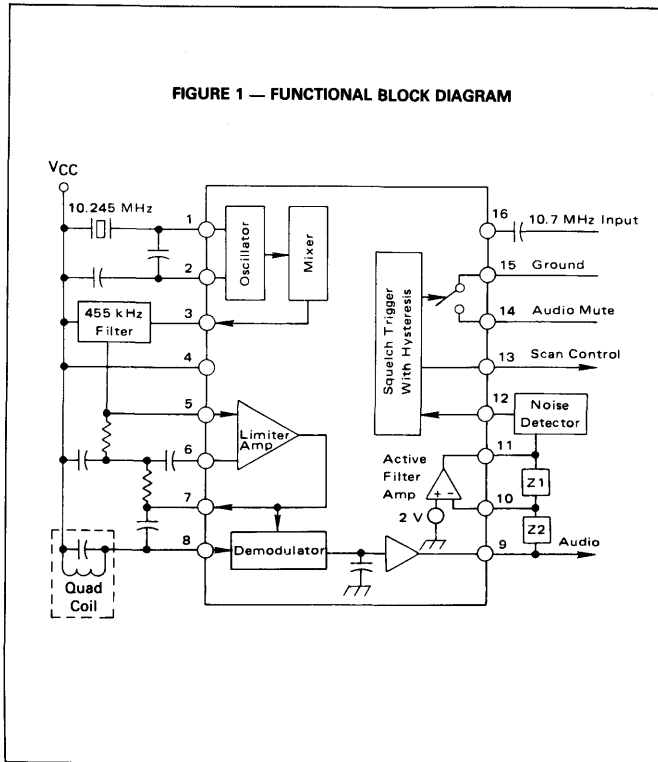 FIGURE 1 — FUNCTIONAL BLOCK DIAGRAM
VCC
10.245 MHz
1
2
455 kHz
Filter
3
4
5
6
7
8
Quad
Coil
Oscillator
Mixer
Limiter
Amp
Demodulator
Squelch Trigger
With Hysteresis
Active
Filter
Amp
+ -
2 V
16
10.7 MHz Input
15
Ground
14
Audio Mute
13
Scan Control
12
Noise
Detector
11
Z1
10
Z2
9
Audio